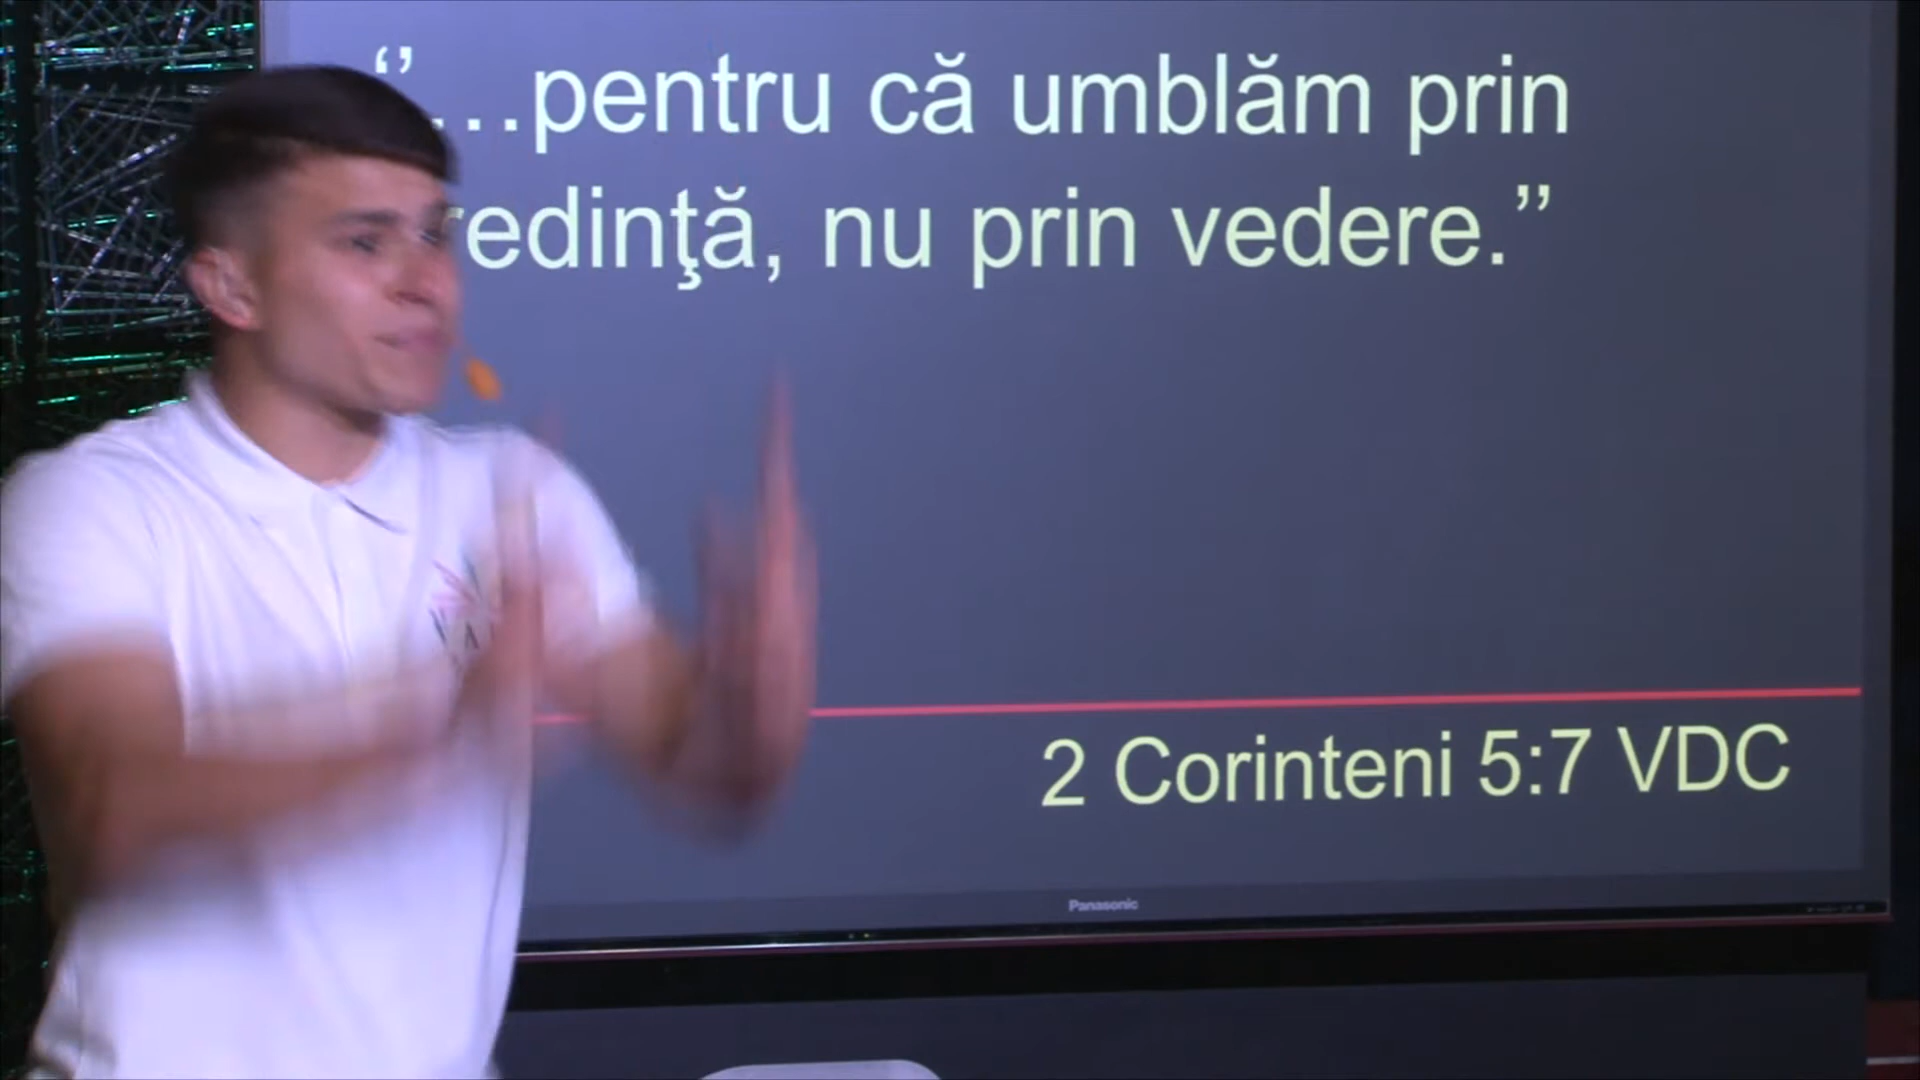 ‘’…pentru că umblăm prin
redinţă, nu prin vedere.’’
2 Corinteni 5:7 VDC
Panasonic